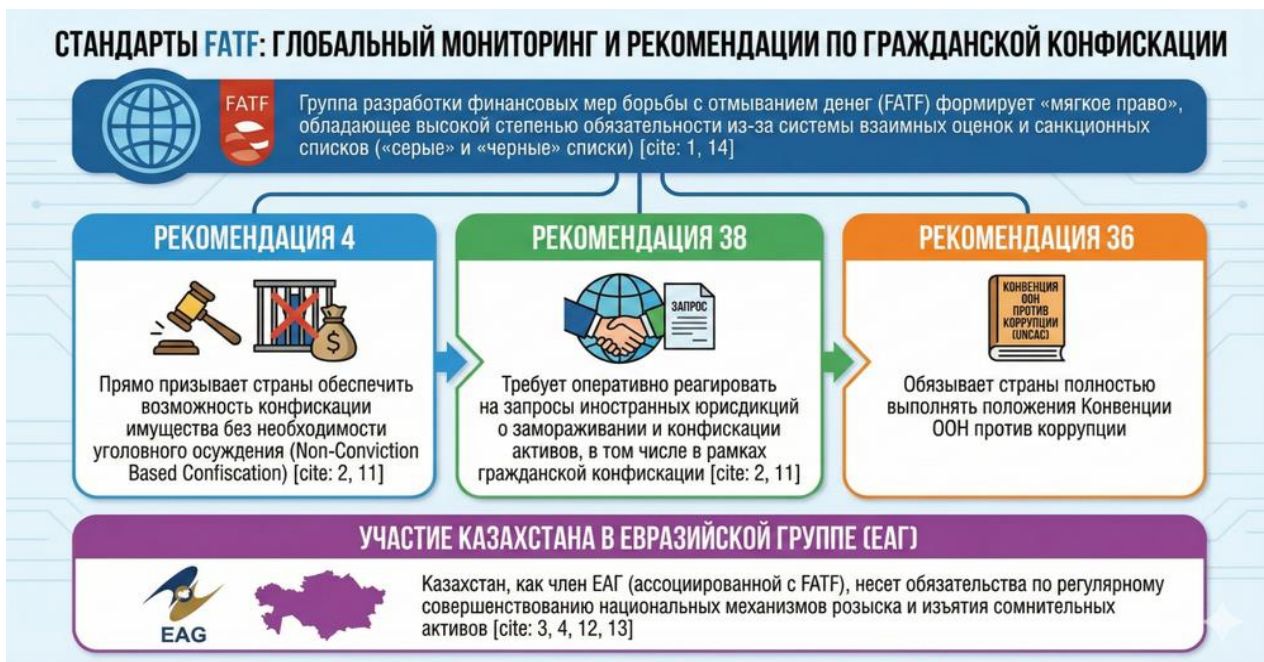 СТАНДАРТЫ FATF: ГЛОБАЛЬНЫЙ МОНИТОРИНГ И РЕКОМЕНДАЦИИ ПО ГРАЖДАНСКОЙ КОНФИСКАЦИИ
FATF
Группа разработки финансовых мер борьбы с отмыванием денег (FATF) формирует «мягкое право»,
обладающее высокой степенью обязательности из-за системы взаимных оценок и санкционных
списков («серые» и «черные» списки) [cite: 1, 14]
РЕКОМЕНДАЦИЯ 4
Прямо призывает страны обеспечить
возможность конфискации
имущества без необходимости
уголовного осуждения (Non-Conviction
Based Confiscation) [cite: 2, 11]
РЕКОМЕНДАЦИЯ 38
ЗАПРОС
Требует оперативно реагировать
на запросы иностранных юрисдикций
о замораживании и конфискации
активов, в том числе в рамках
гражданской конфискации [cite: 2, 11]
РЕКОМЕНДАЦИЯ 36
КОНВЕНЦИЯ
ООН
ПРОТИВ
КОРРУПЦИИ
(UNCAC)
Обязывает страны полностью
выполнять положения Конвенции
ООН против коррупции
УЧАСТИЕ КАЗАХСТАНА В ЕВРАЗИЙСКОЙ ГРУППЕ (ЕАГ)
EAG
Казахстан, как член ЕАГ (ассоциированной с FATF), несет обязательства по регулярному
совершенствованию национальных механизмов розыска и изъятия сомнительных
активов [cite: 3, 4, 12, 13]